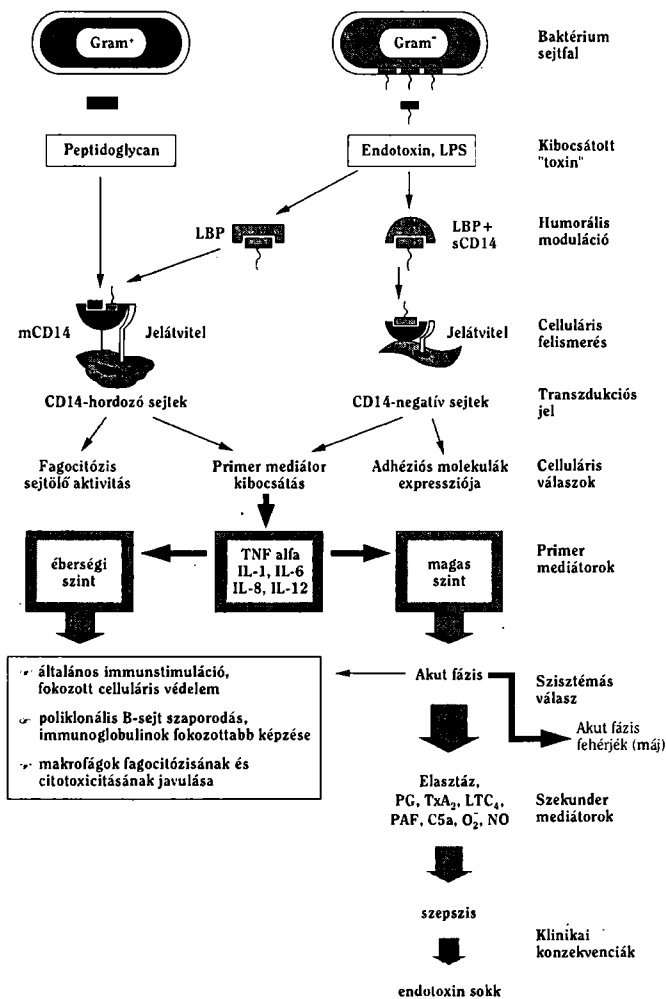 Gram⁺
Gram⁻
Baktérium
sejtfal
Peptidoglycan
Endotoxin, LPS
Kibocsátott
"toxin"
LBP
LBP+
sCD14
Humorális
moduláció
mCD14
Jelátvitel
Jelátvitel
Celluláris
felismerés
CD14-hordozó sejtek
CD14-negatív sejtek
Transzdukciós
jel
Fagocitózis
sejtölő aktivitás
Primer mediátor
kibocsátás
Adhéziós molekulák
expressziója
Celluláris
válaszok
éberségi
szint
TNF alfa
IL-1, IL-6
IL-8, IL-12
magas
szint
Primer
mediátorok
általános immunstimuláció,
fokozott celluláris védelem
poliklonális B-sejt szaporodás,
immunoglobulinok fokozottabb képzése
makrofágok fagocitózisának és
citotoxicitásának javulása
Akut fázis
Szisztémás
válasz
Akut fázis
fehérjék (máj)
Elasztáz,
PG, TxA₂, LTC₄,
PAF, C5a, O₂⁻, NO
Szekunder
mediátorok
szepszis
Klinikai
konzekvenciák
endotoxin sokk